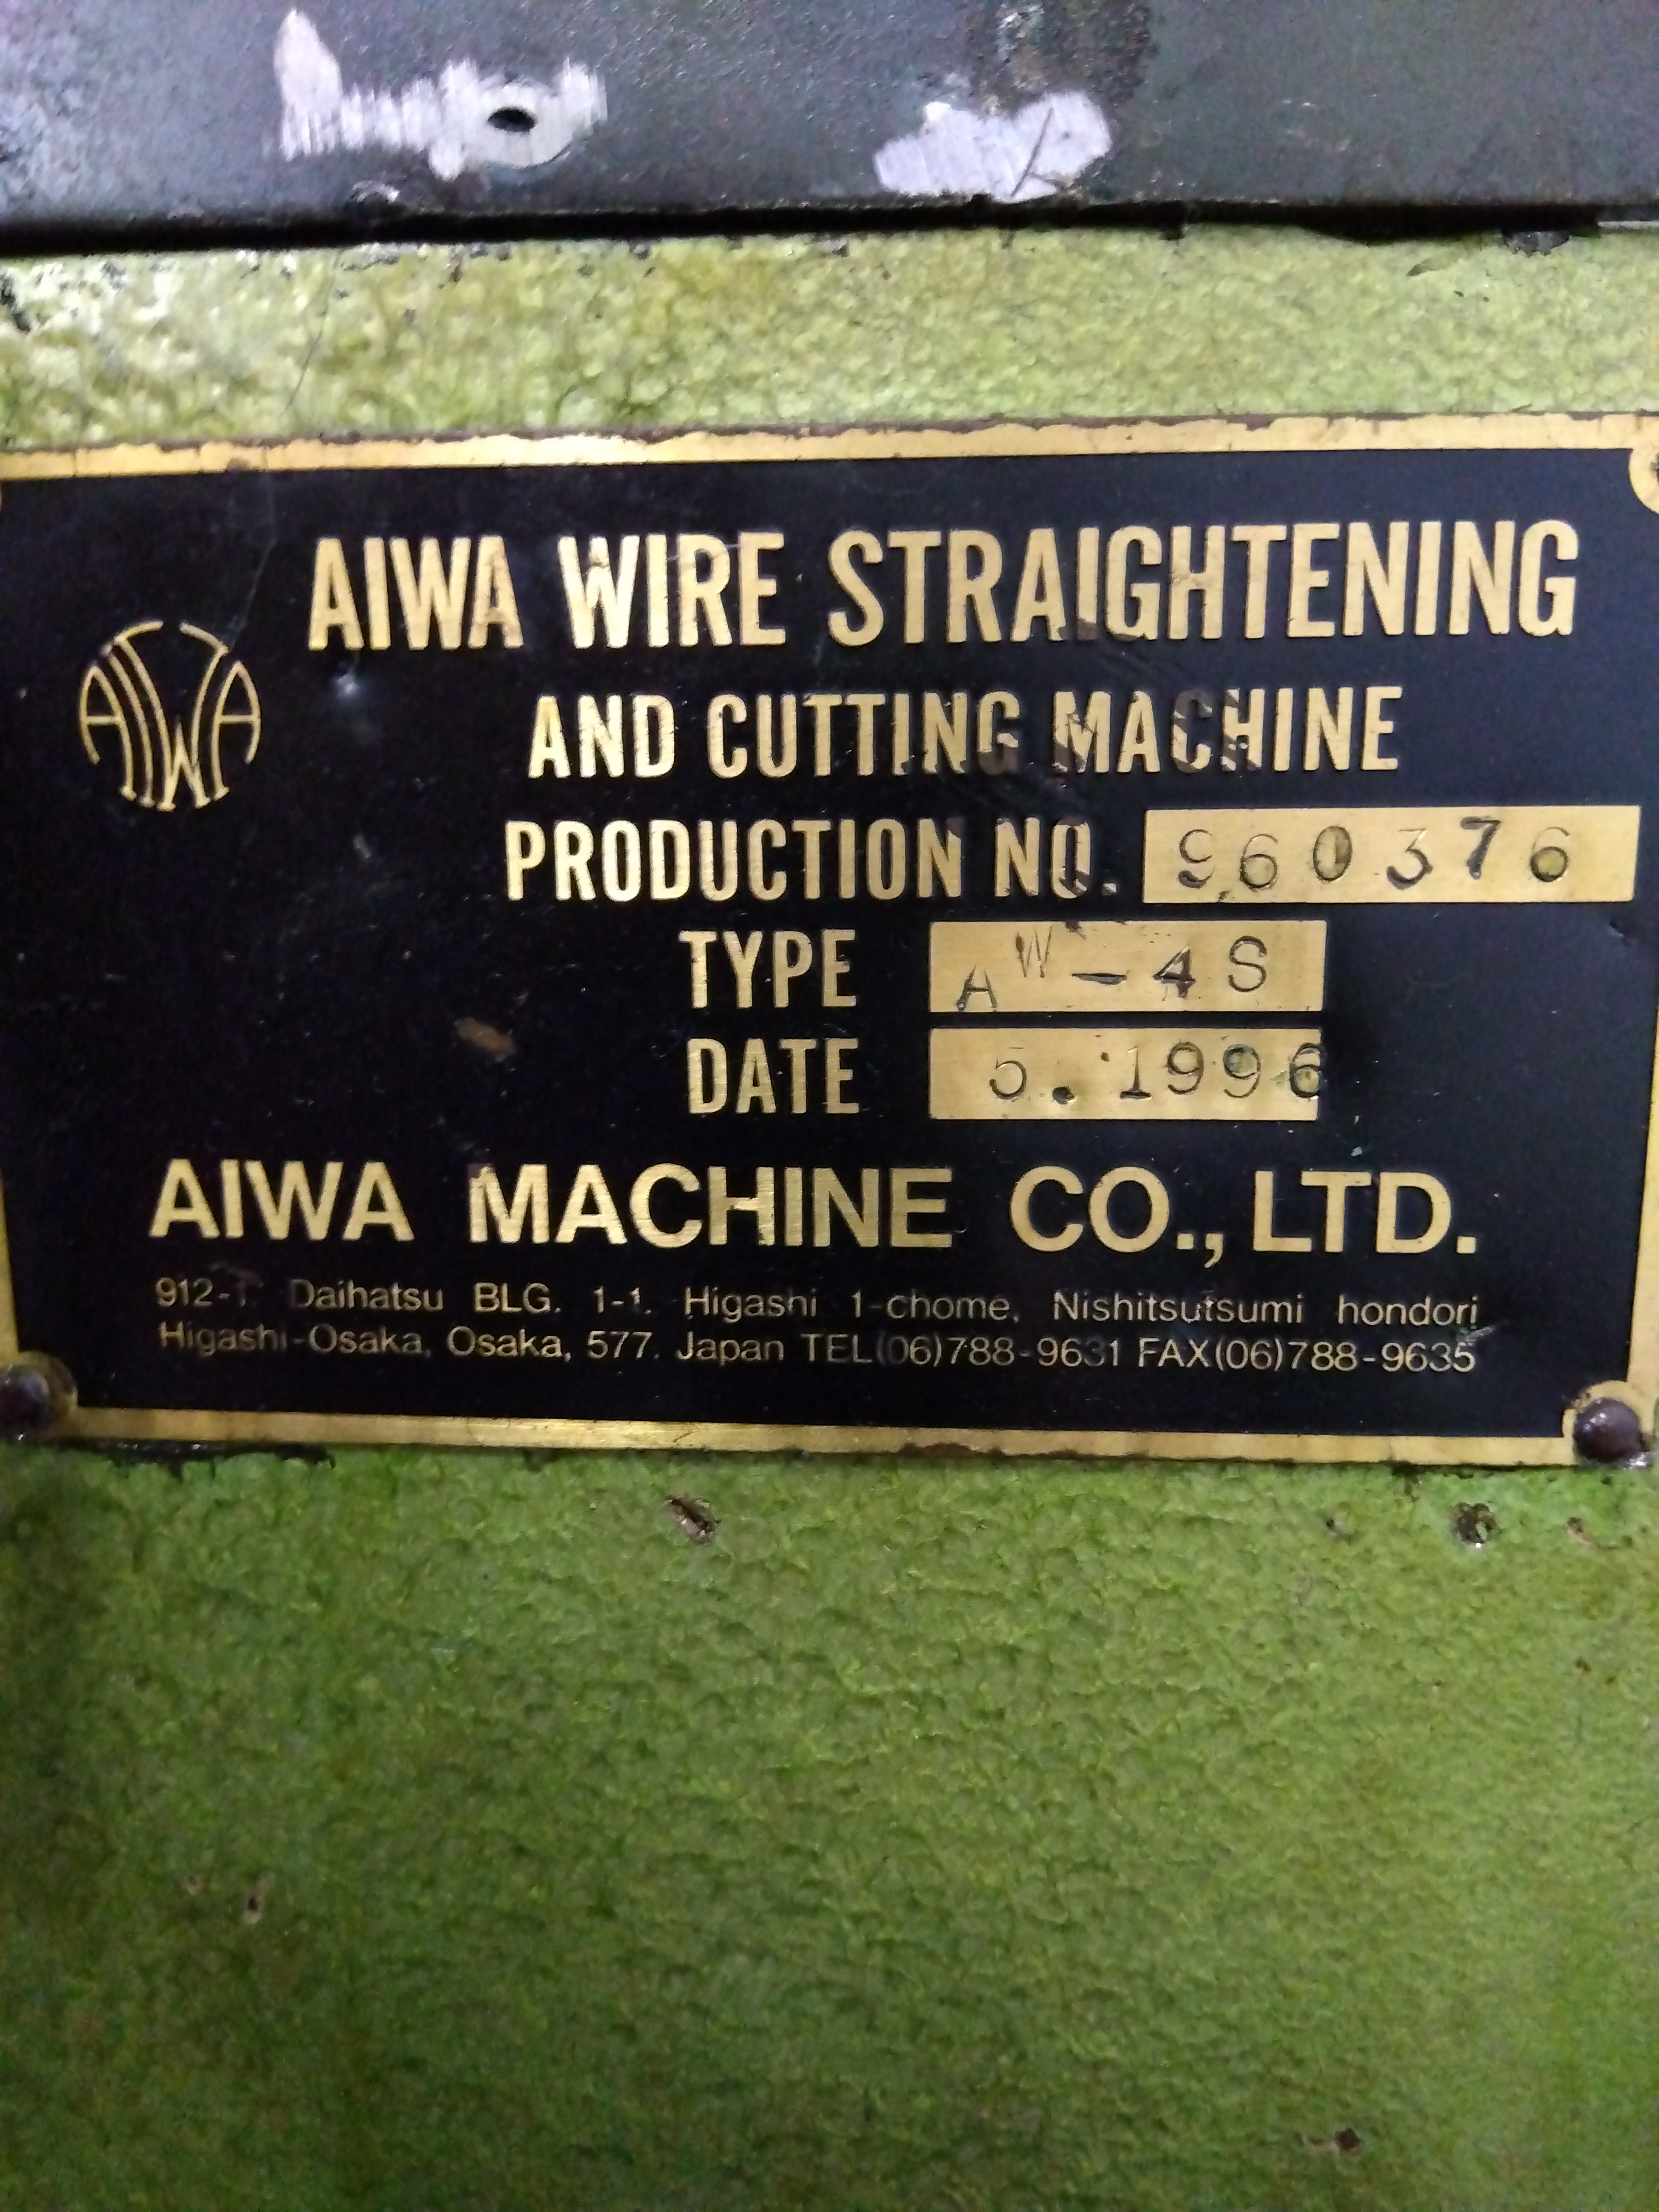 AIWA WIRE STRAIGHTENING
AIWA
AND CUTTING MACHINE
PRODUCTION NO. 960376
TYPE AW-4S
DATE 5.1996
AIWA MACHINE CO., LTD.
912-1. Daihatsu BLG. 1-1. Higashi 1-chome, Nishitsutsumi hondori
Higashi-Osaka, Osaka, 577. Japan TEL(06)788-9631 FAX(06)788-9635